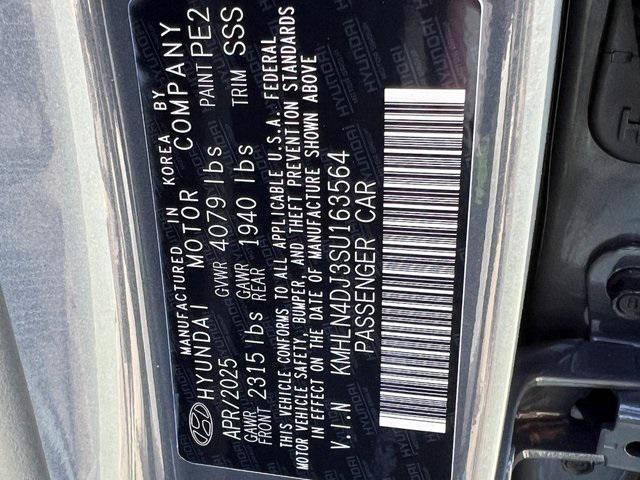 MANUFACTURED IN KOREA BY
HYUNDAI MOTOR COMPANY
APR/2025 GVWR 4079 lbs PAINT PE2
GAWR FRONT 2315 lbs GAWR REAR 1940 lbs TRIM SSS
THIS VEHICLE CONFORMS TO ALL APPLICABLE U.S.A. FEDERAL
MOTOR VEHICLE SAFETY, BUMPER, AND THEFT PREVENTION STANDARDS
IN EFFECT ON THE DATE OF MANUFACTURE SHOWN ABOVE
V.I.N KMHLN4DJ3SU163564
PASSENGER CAR